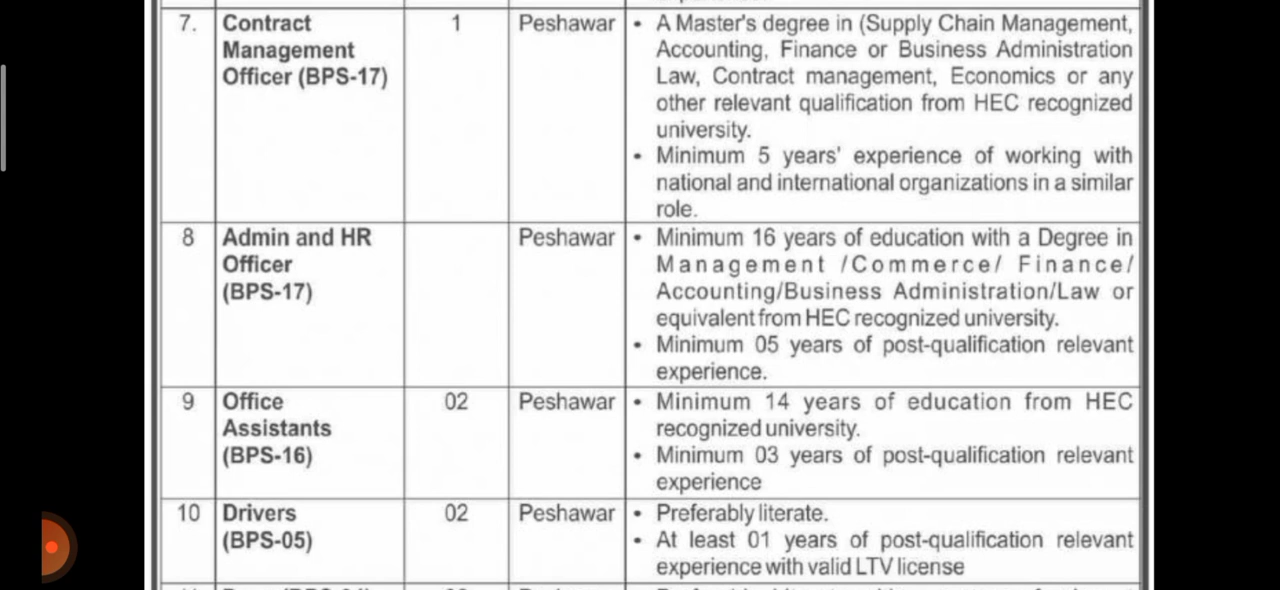 7. Contract 1 Peshawar • A Master's degree in (Supply Chain Management,
Management Accounting, Finance or Business Administration
Officer (BPS-17) Law, Contract management, Economics or any
other relevant qualification from HEC recognized
university.
• Minimum 5 years' experience of working with
national and international organizations in a similar
role.
8 Admin and HR Peshawar • Minimum 16 years of education with a Degree in
Officer Management /Commerce/ Finance/
(BPS-17) Accounting/Business Administration/Law or
equivalent from HEC recognized university.
• Minimum 05 years of post-qualification relevant
experience.
9 Office 02 Peshawar • Minimum 14 years of education from HEC
Assistants recognized university.
(BPS-16) • Minimum 03 years of post-qualification relevant
experience
10 Drivers 02 Peshawar • Preferably literate.
(BPS-05) • At least 01 years of post-qualification relevant
experience with valid LTV license